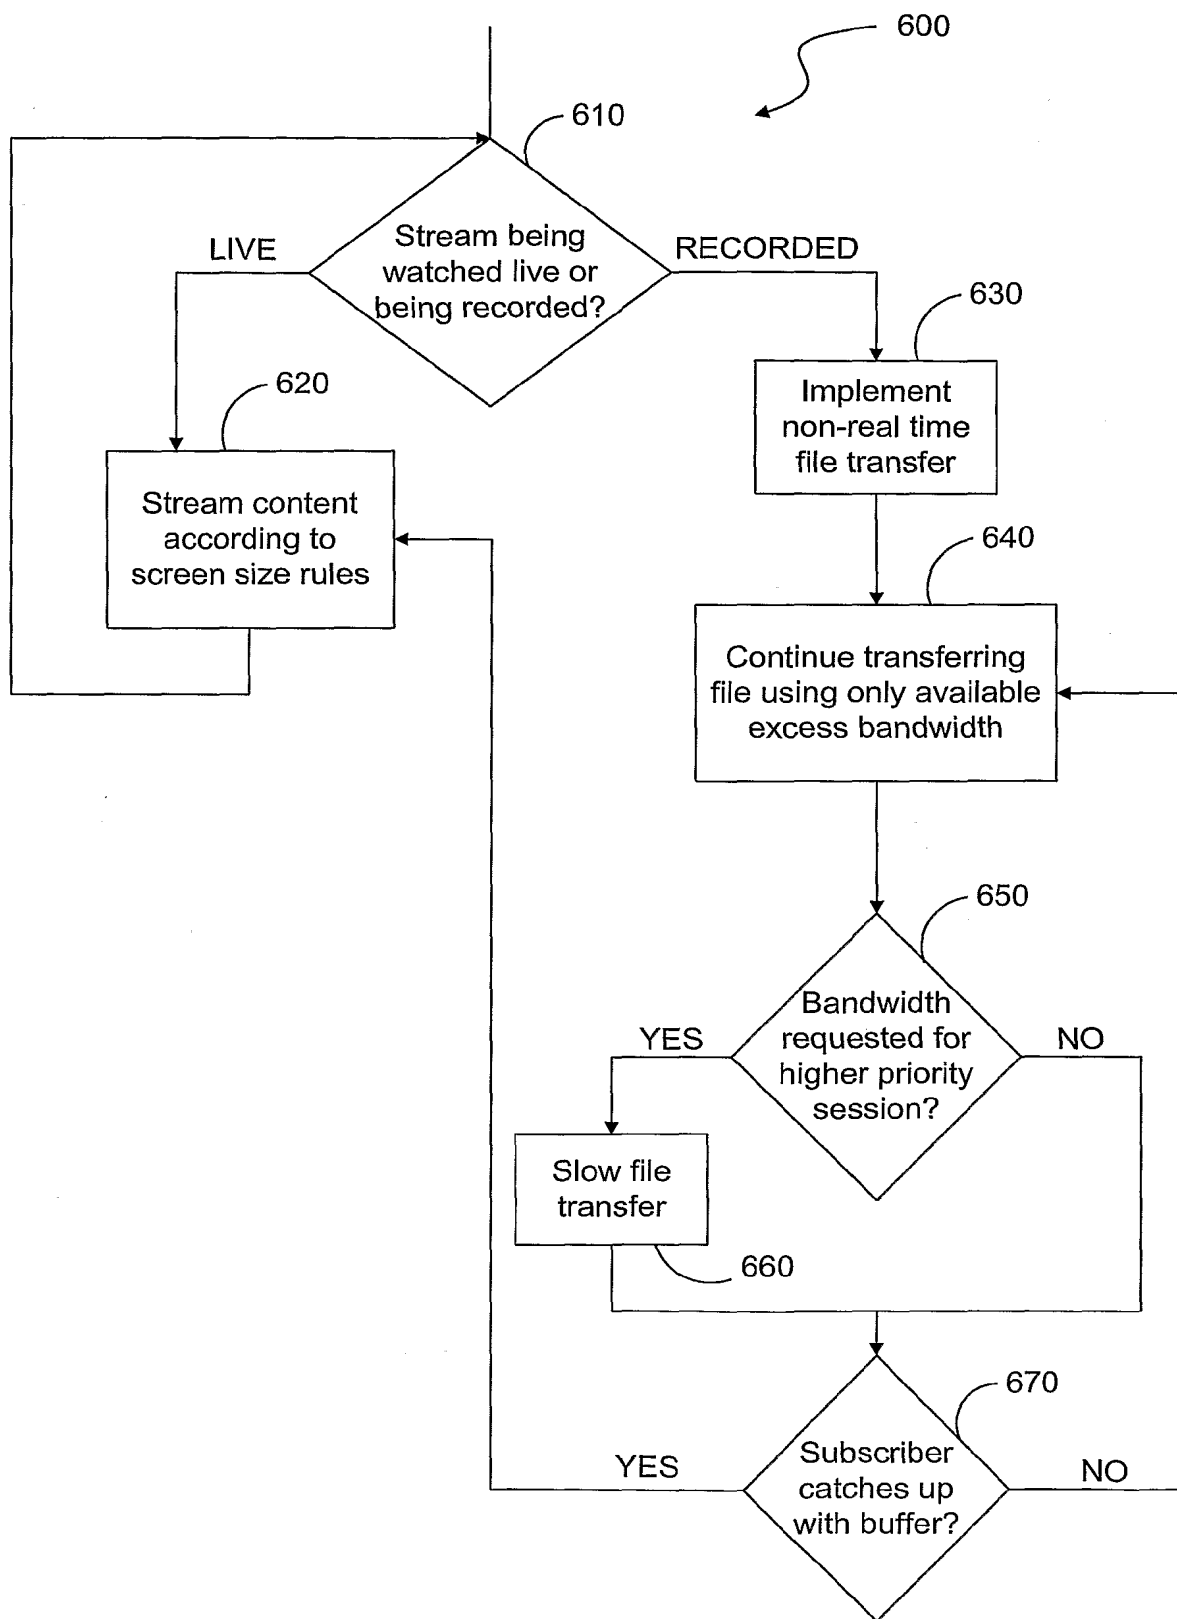 600
610
Stream being
watched live or
being recorded?
LIVE
RECORDED
630
620
Implement
non-real time
file transfer
Stream content
according to
screen size rules
640
Continue transferring
file using only available
excess bandwidth
650
Bandwidth
requested for
higher priority
session?
YES
NO
Slow file
transfer
660
670
Subscriber
catches up
with buffer?
YES
NO